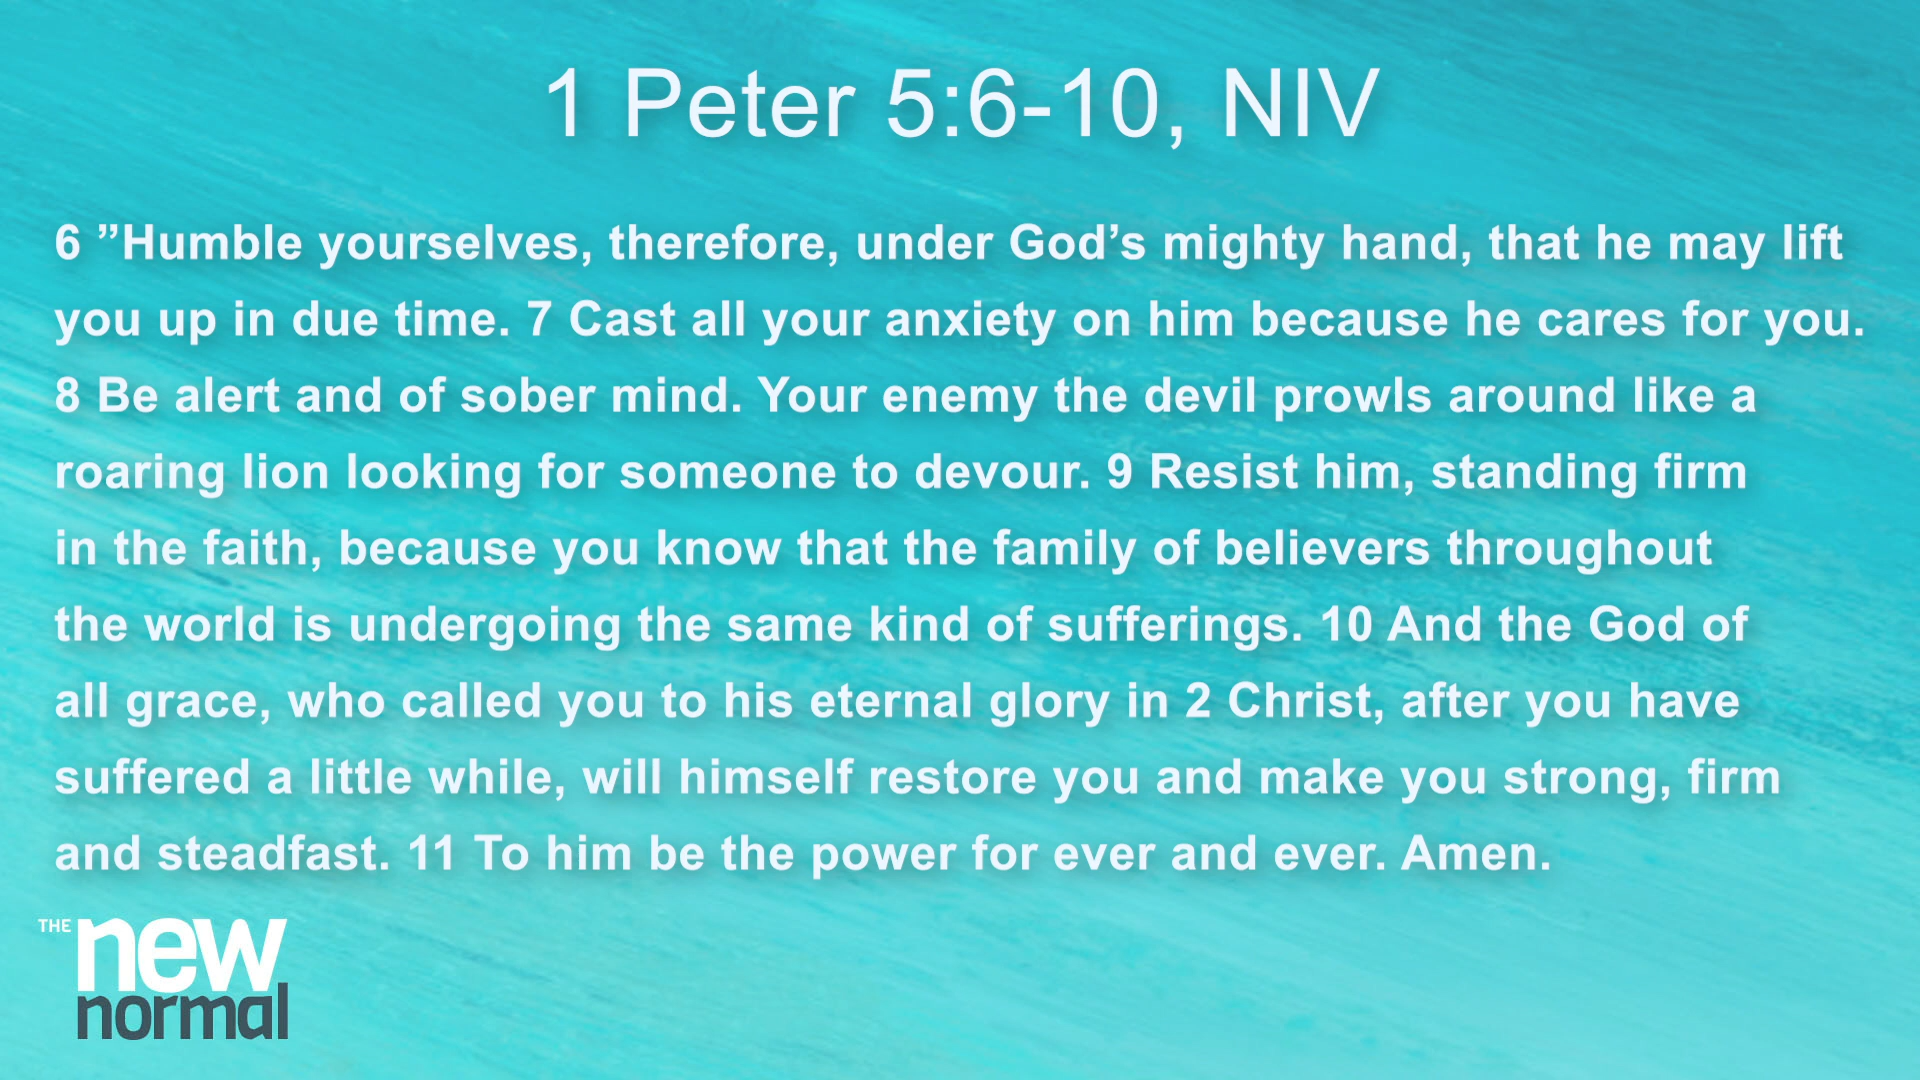 1 Peter 5:6-10, NIV
6 ”Humble yourselves, therefore, under God’s mighty hand, that he may lift
you up in due time. 7 Cast all your anxiety on him because he cares for you.
8 Be alert and of sober mind. Your enemy the devil prowls around like a
roaring lion looking for someone to devour. 9 Resist him, standing firm
in the faith, because you know that the family of believers throughout
the world is undergoing the same kind of sufferings. 10 And the God of
all grace, who called you to his eternal glory in 2 Christ, after you have
suffered a little while, will himself restore you and make you strong, firm
and steadfast. 11 To him be the power for ever and ever. Amen.
THE new
normal